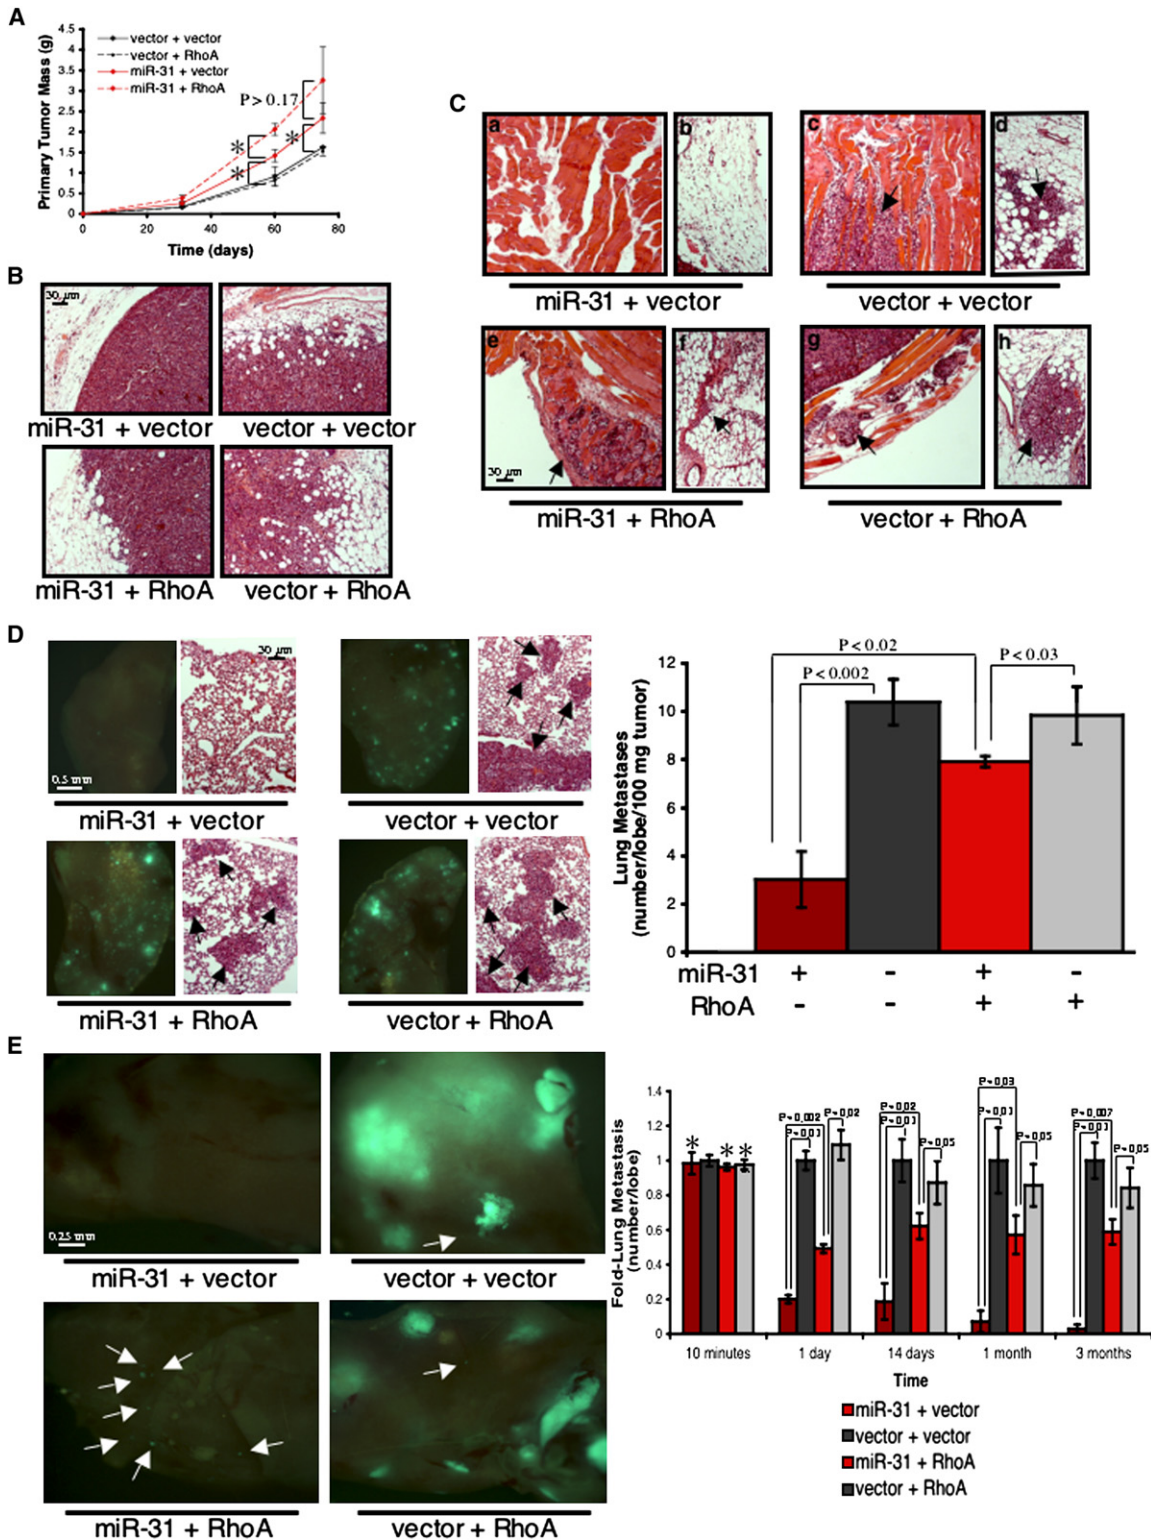 A
Primary Tumor Mass (g)
4.5
4
3.5
3
2.5
2
1.5
1
0.5
0
vector + vector
vector + RhoA
miR-31 + vector
miR-31 + RhoA
P > 0.17
*
*
*
0 20 40 60 80
Time (days)
B
30 µm
miR-31 + vector
vector + vector
miR-31 + RhoA
vector + RhoA
C
a
b
c
d
miR-31 + vector
vector + vector
e
f
g
h
30 µm
miR-31 + RhoA
vector + RhoA
D
0.5 mm
30 µm
miR-31 + vector
vector + vector
miR-31 + RhoA
vector + RhoA
Lung Metastases
(number/lobe/100 mg tumor)
12
10
8
6
4
2
0
P < 0.02
P < 0.002
P < 0.03
miR-31 + - + -
RhoA - - + +
E
0.25 mm
miR-31 + vector
vector + vector
miR-31 + RhoA
vector + RhoA
Fold-Lung Metastasis
(number/lobe)
1.4
1.2
1
0.8
0.6
0.4
0.2
0
* * *
10 minutes
1 day
14 days
1 month
3 months
Time
miR-31 + vector
vector + vector
miR-31 + RhoA
vector + RhoA